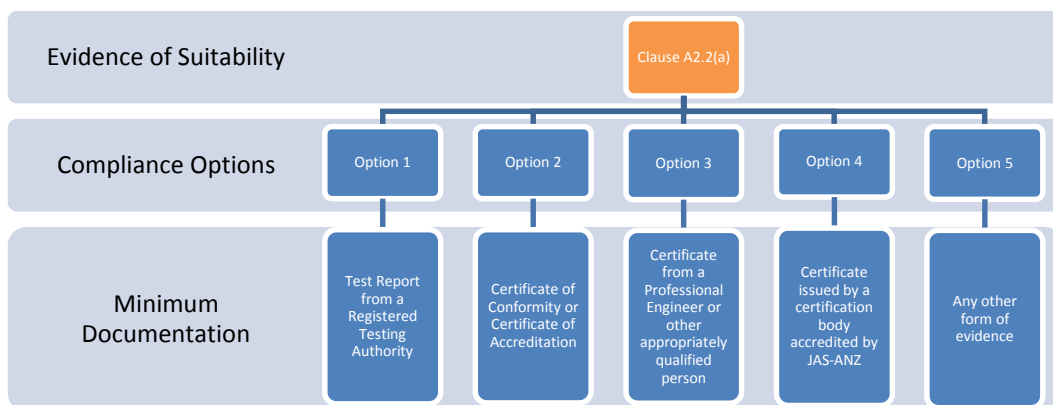 Evidence of Suitability
Clause A2.2(a)
Compliance Options
Option 1
Option 2
Option 3
Option 4
Option 5
Minimum
Documentation
Test Report
from a
Registered
Testing
Authority
Certificate of
Conformity or
Certificate of
Accreditation
Certificate
from a
Professional
Engineer or
other
appropriately
qualified
person
Certificate
issued by a
certification
body
accredited by
JAS-ANZ
Any other
form of
evidence